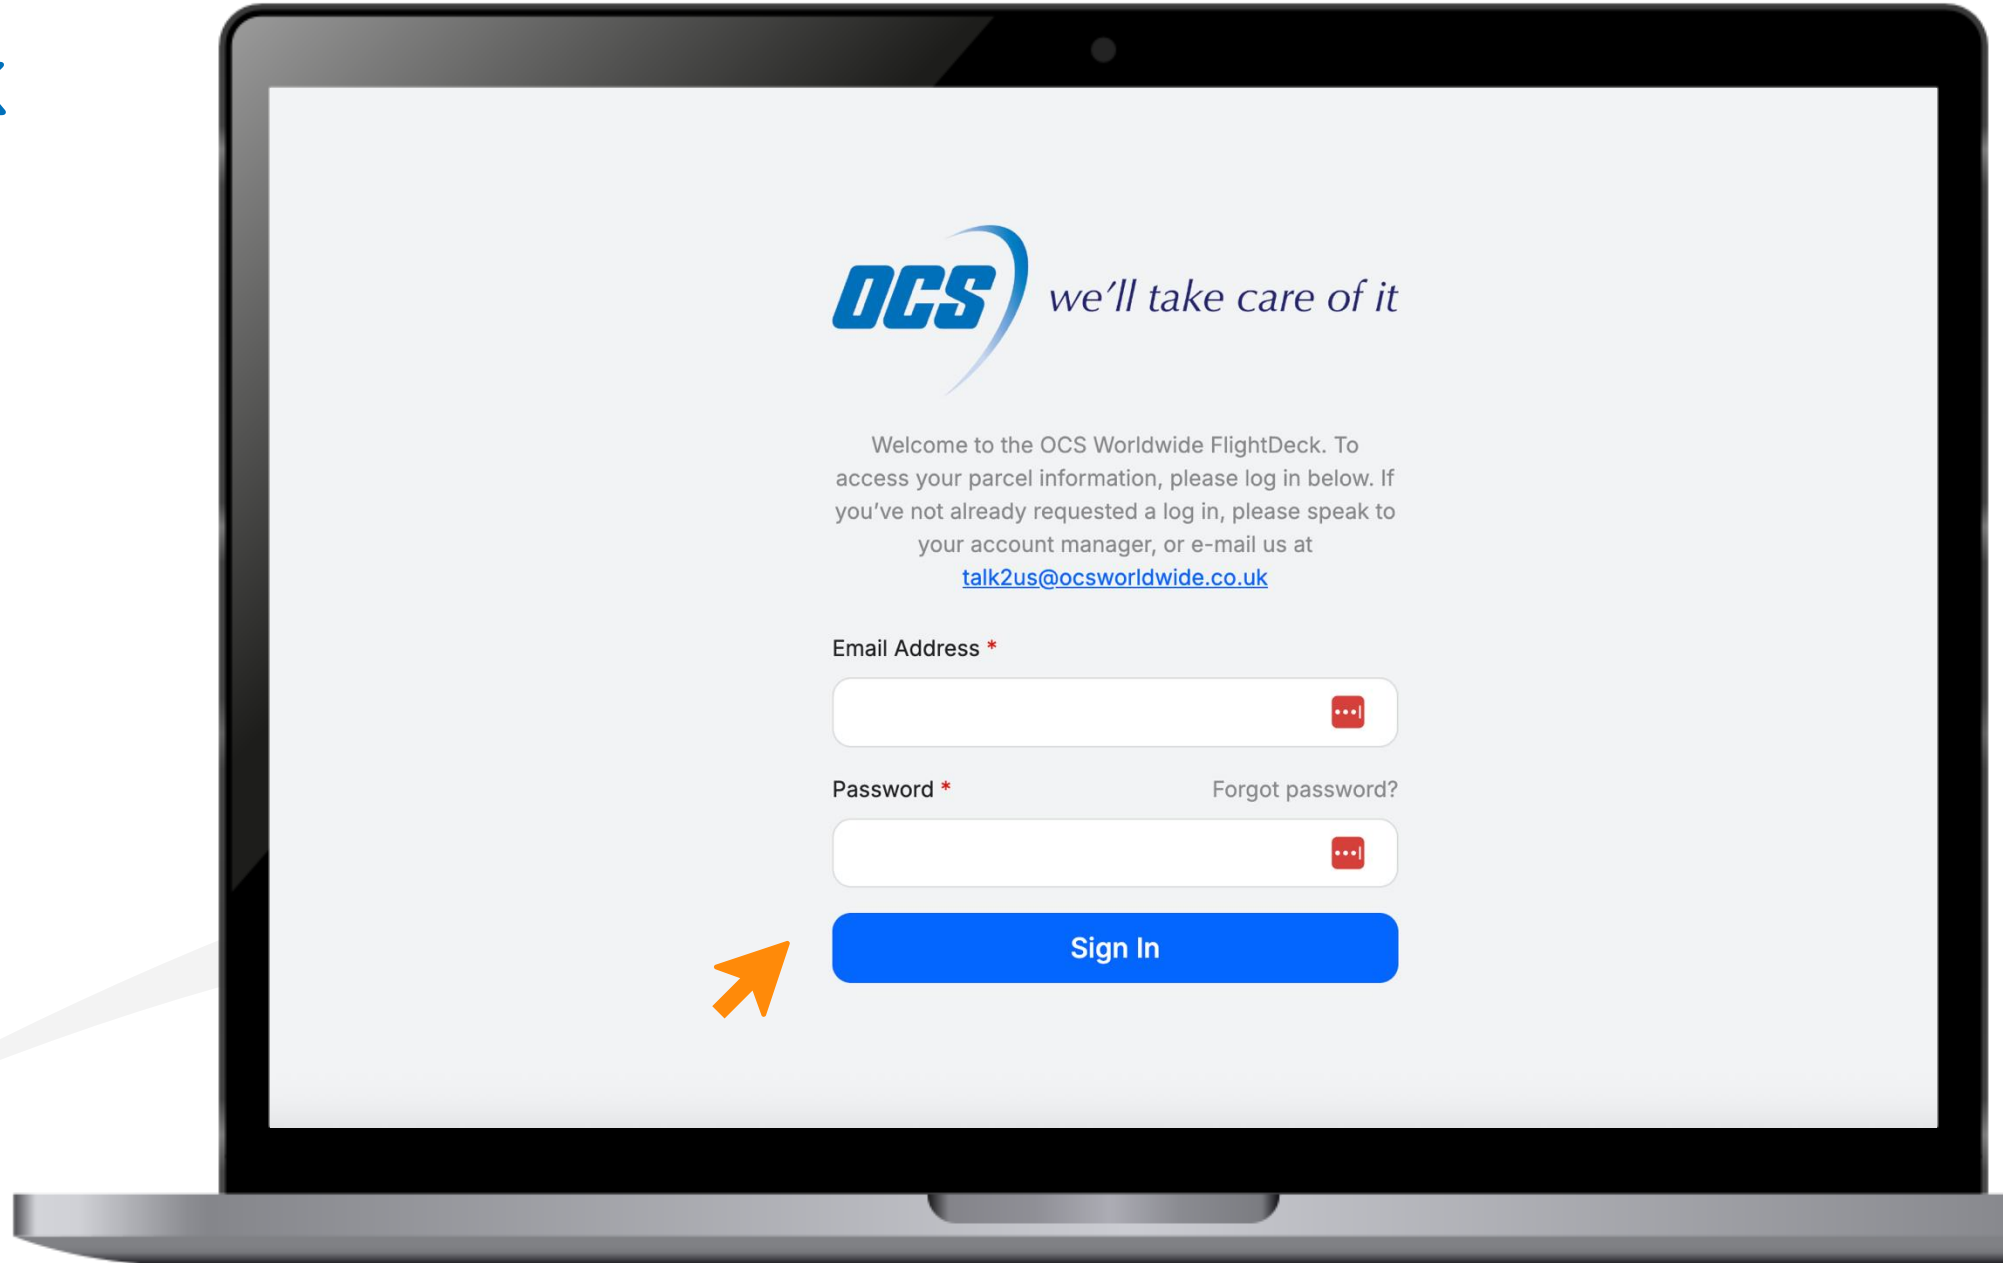 OCS we’ll take care of it
Welcome to the OCS Worldwide FlightDeck. To
access your parcel information, please log in below. If
you’ve not already requested a log in, please speak to
your account manager, or e-mail us at
talk2us@ocsworldwide.co.uk
Email Address *
Password * Forgot password?
Sign In